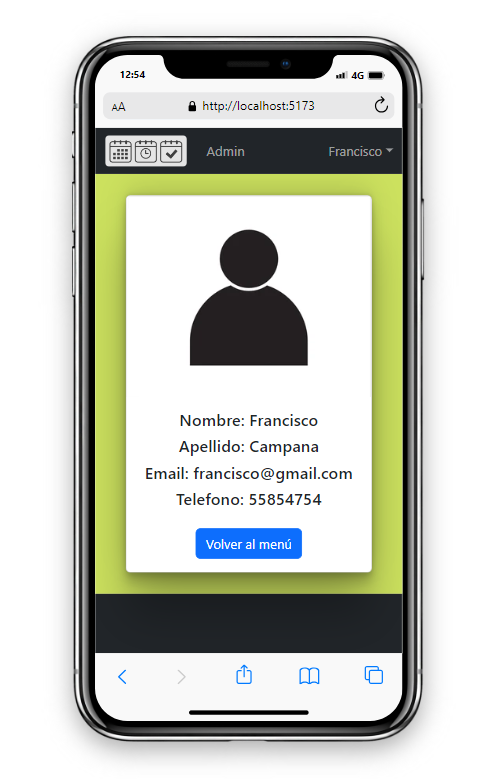 12:54
4G
AA
http://localhost:5173
Admin
Francisco
Nombre: Francisco
Apellido: Campana
Email: francisco@gmail.com
Telefono: 55854754
Volver al menú